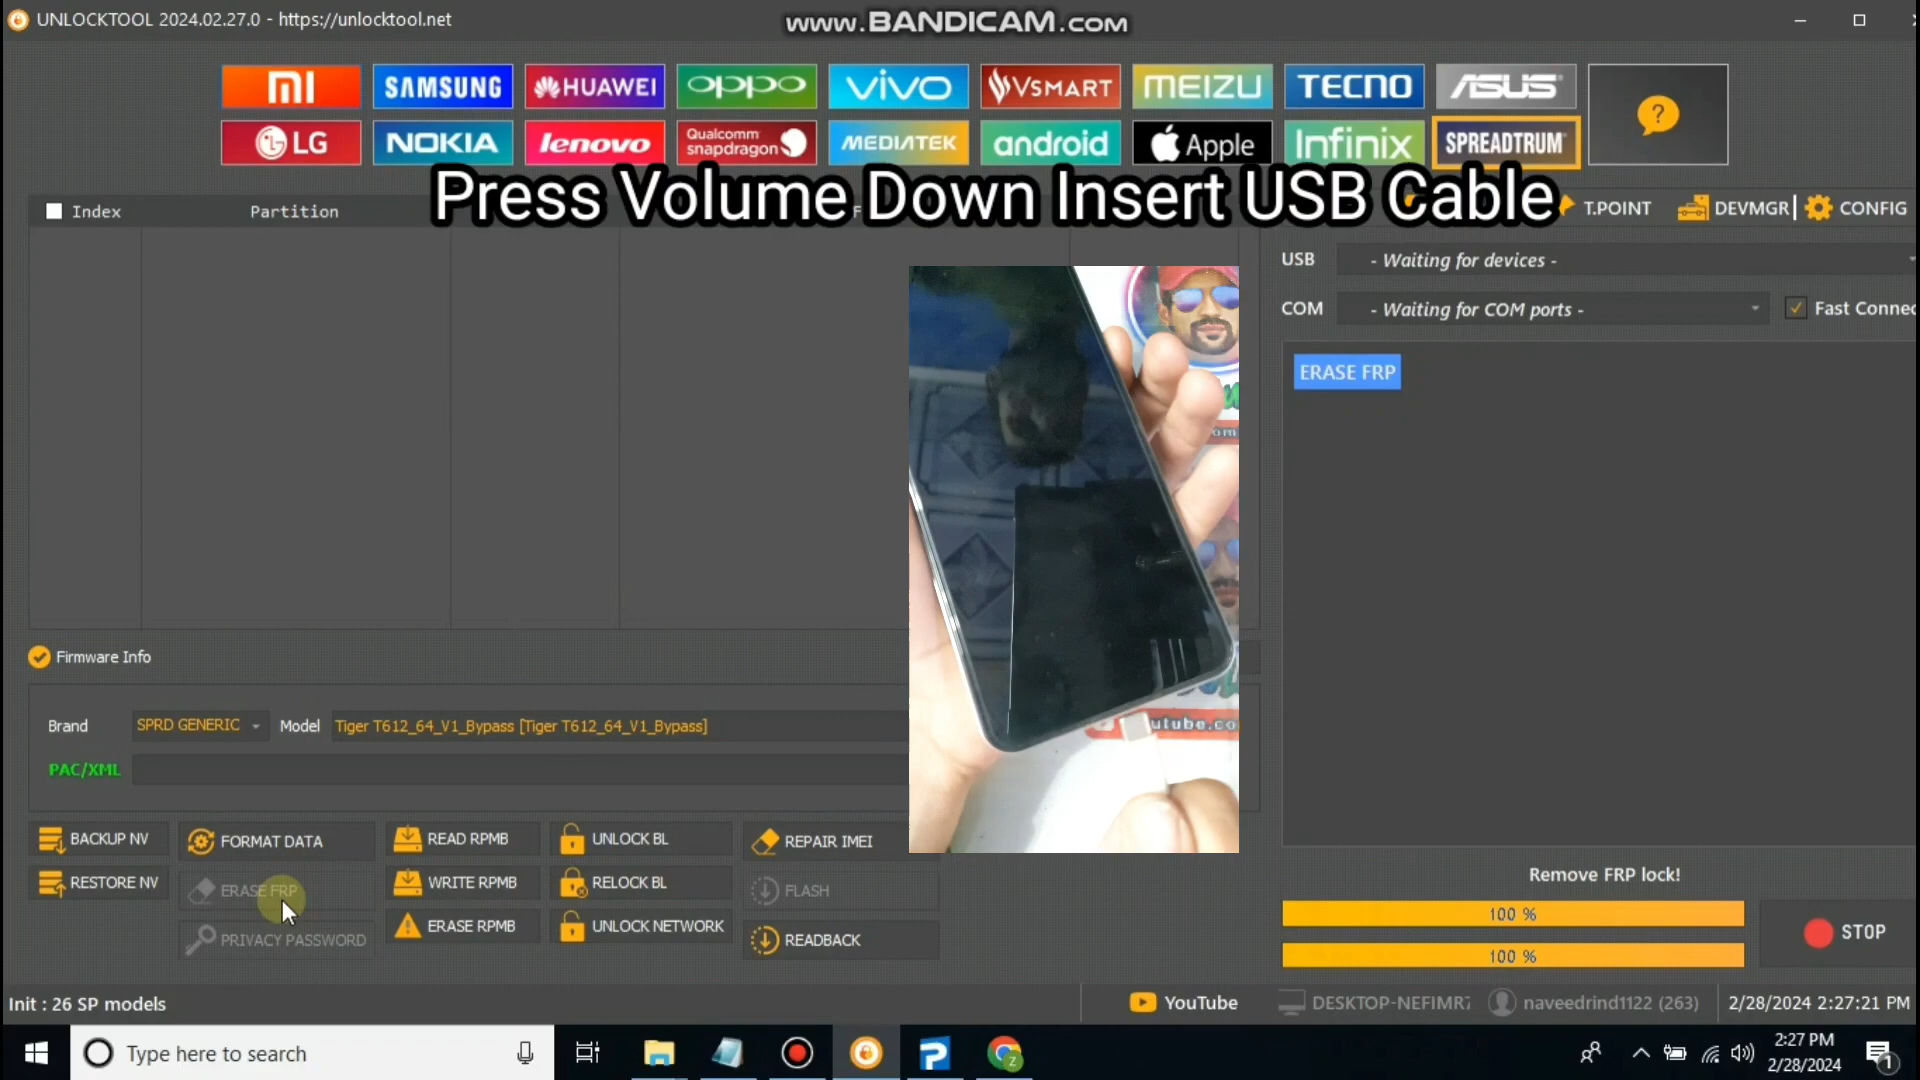 UNLOCKTOOL 2024.02.27.0 - https://unlocktool.net
www.BANDICAM.com
MI SAMSUNG HUAWEI oppo vivo VSMART MEIZU TECNO ASUS ?
LG NOKIA lenovo Qualcomm snapdragon MEDIATEK android Apple Infinix SPREADTRUM
Press Volume Down Insert USB Cable
Index Partition T.POINT DEVMGR CONFIG
USB - Waiting for devices -
COM - Waiting for COM ports - Fast Connec
ERASE FRP
utube.co
Firmware Info
Brand SPRD GENERIC Model Tiger T612_64_V1_Bypass [Tiger T612_64_V1_Bypass]
PAC/XML
BACKUP NV FORMAT DATA READ RPMB UNLOCK BL REPAIR IMEI
RESTORE NV ERASE FRP WRITE RPMB RELOCK BL FLASH
PRIVACY PASSWORD ERASE RPMB UNLOCK NETWORK READBACK
Remove FRP lock!
100 %
100 %
STOP
Init : 26 SP models YouTube DESKTOP-NEFIMR7 naveedrind1122 (263) 2/28/2024 2:27:21 PM
Type here to search
2:27 PM
2/28/2024
1